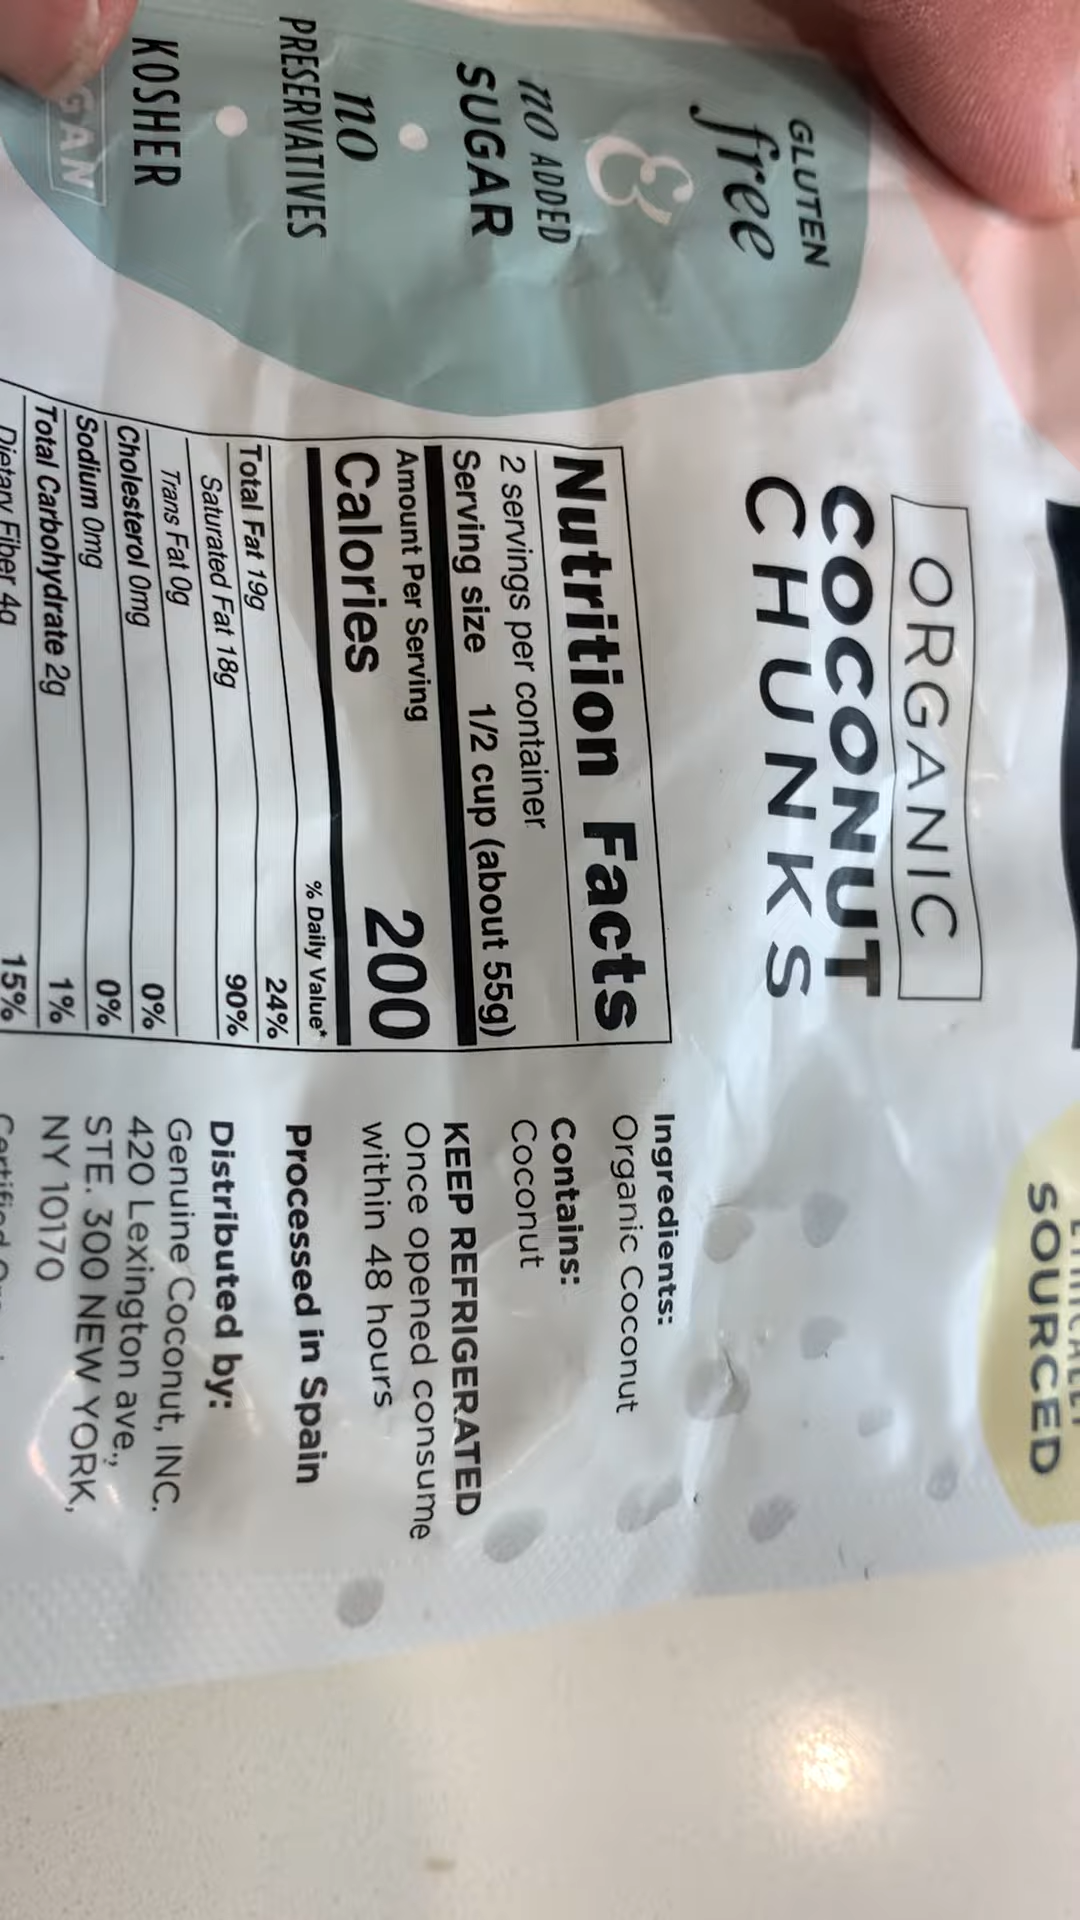 GLUTEN
free
&
no ADDED
SUGAR
no
PRESERVATIVES
KOSHER
GAN
ORGANIC
COCONUT
CHUNKS
Nutrition Facts
2 servings per container
Serving size 1/2 cup (about 55g)
Amount Per Serving
Calories 200
% Daily Value*
Total Fat 19g 24%
Saturated Fat 18g 90%
Trans Fat 0g
Cholesterol 0mg 0%
Sodium 0mg 0%
Total Carbohydrate 2g 1%
Dietary Fiber 4g 15%
SOURCED
Ingredients:
Organic Coconut
Contains:
Coconut
KEEP REFRIGERATED
Once opened consume
within 48 hours
Processed in Spain
Distributed by:
Genuine Coconut, INC.
420 Lexington ave.,
STE. 300 NEW YORK,
NY 10170